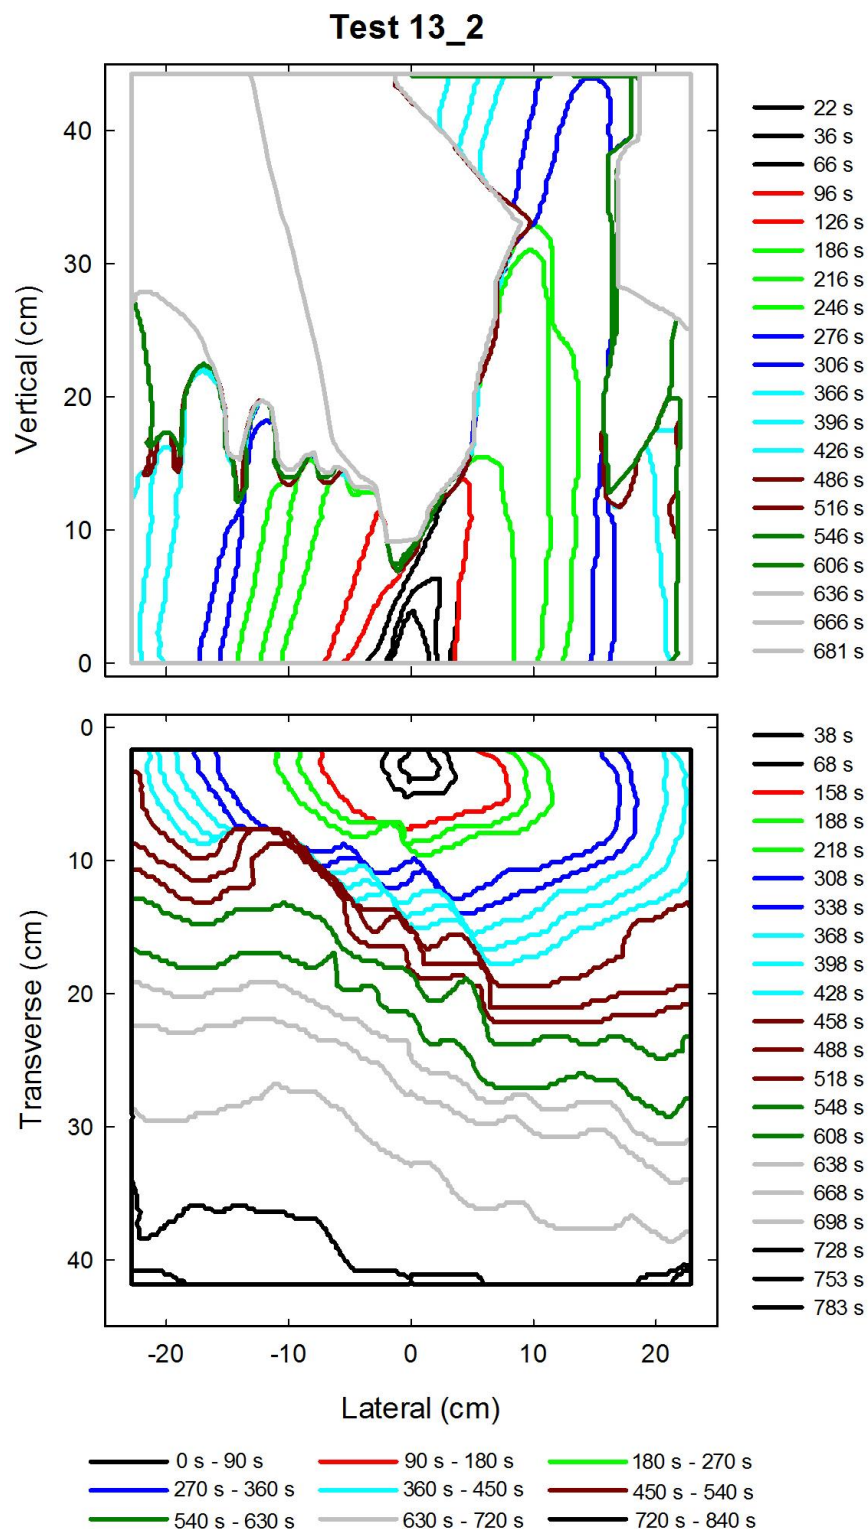 Test 13_2
Vertical (cm)
40
30
20
10
0
22 s
36 s
66 s
96 s
126 s
186 s
216 s
246 s
276 s
306 s
366 s
396 s
426 s
486 s
516 s
546 s
606 s
636 s
666 s
681 s
Transverse (cm)
0
10
20
30
40
38 s
68 s
158 s
188 s
218 s
308 s
338 s
368 s
398 s
428 s
458 s
488 s
518 s
548 s
608 s
638 s
668 s
698 s
728 s
753 s
783 s
-20 -10 0 10 20
Lateral (cm)
0 s - 90 s 90 s - 180 s 180 s - 270 s
270 s - 360 s 360 s - 450 s 450 s - 540 s
540 s - 630 s 630 s - 720 s 720 s - 840 s